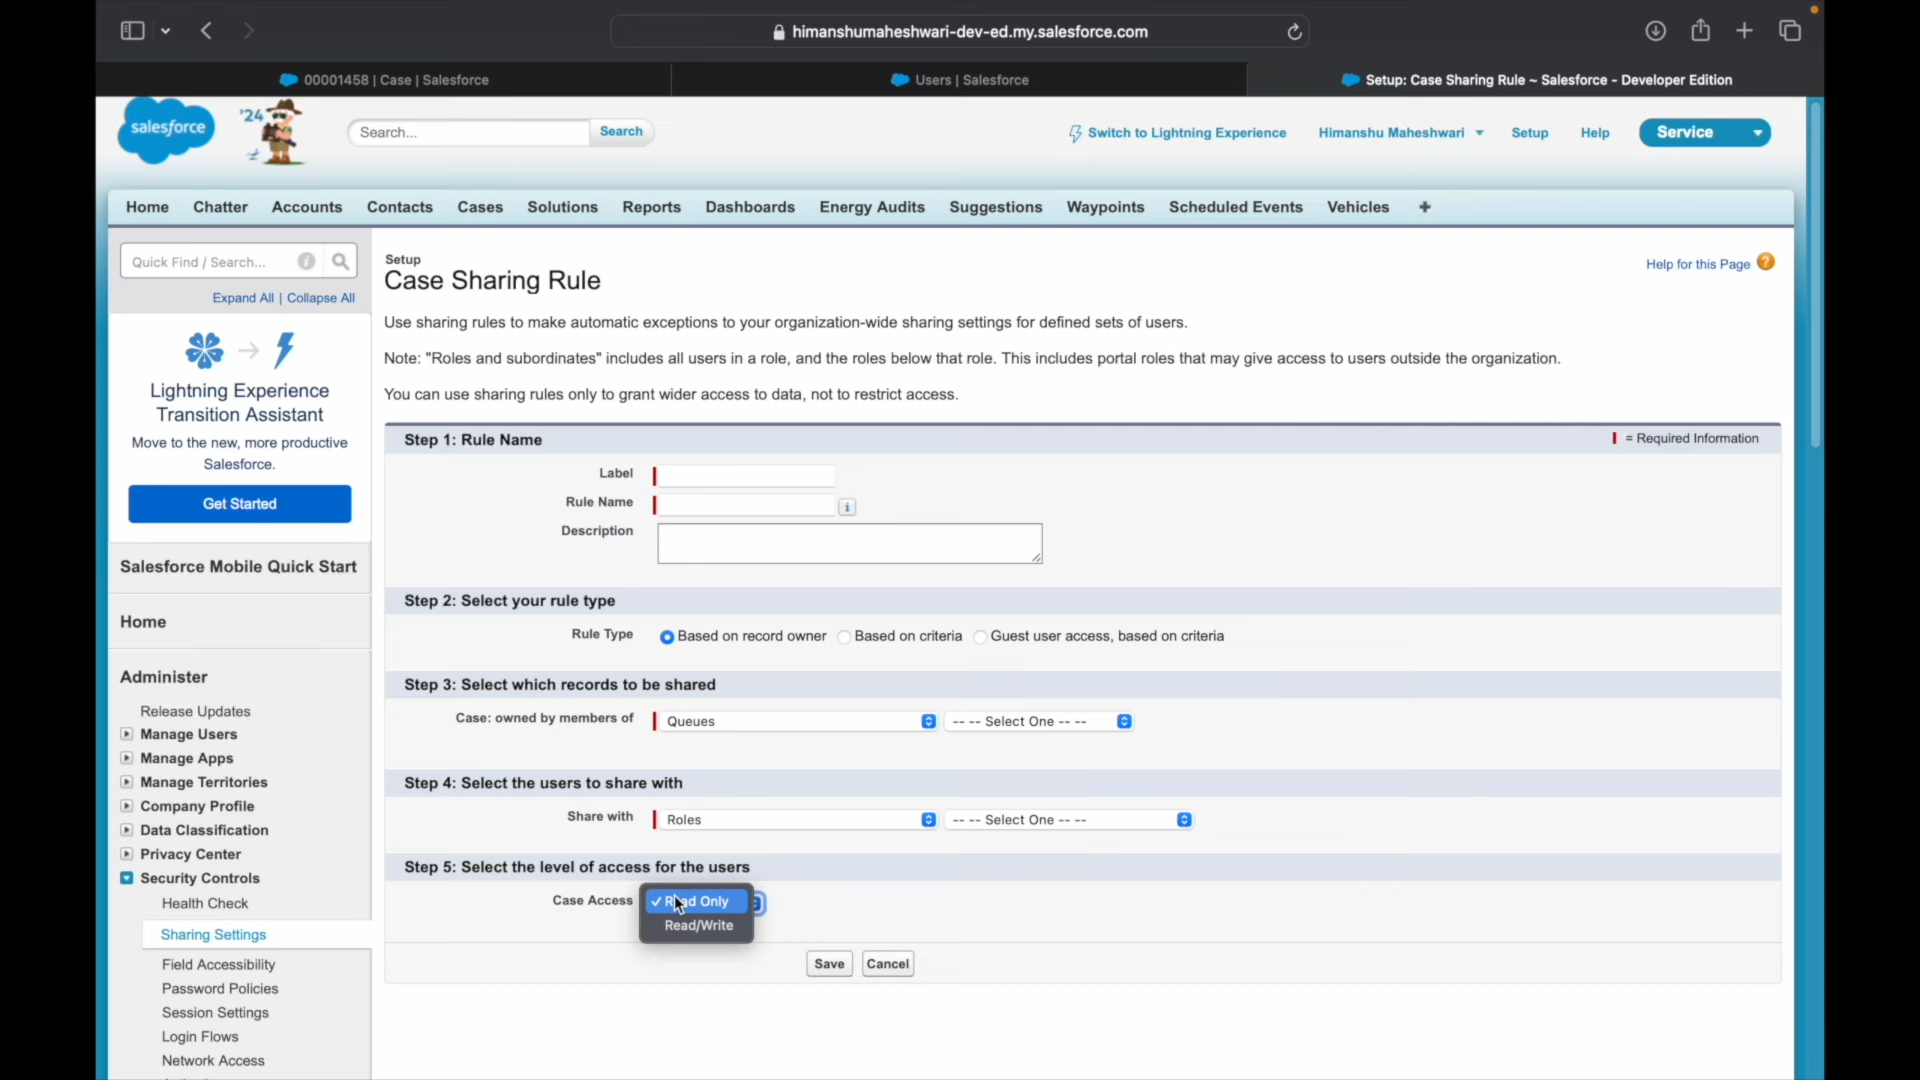 himanshumaheshwari-dev-ed.my.salesforce.com
00001458 | Case | Salesforce
Users | Salesforce
Setup: Case Sharing Rule ~ Salesforce - Developer Edition
salesforce
'24
Search...
Search
Switch to Lightning Experience
Himanshu Maheshwari
Setup
Help
Service
Home
Chatter
Accounts
Contacts
Cases
Solutions
Reports
Dashboards
Energy Audits
Suggestions
Waypoints
Scheduled Events
Vehicles
+
Quick Find / Search...
Expand All | Collapse All
Lightning Experience
Transition Assistant
Move to the new, more productive
Salesforce.
Get Started
Salesforce Mobile Quick Start
Home
Administer
Release Updates
Manage Users
Manage Apps
Manage Territories
Company Profile
Data Classification
Privacy Center
Security Controls
Health Check
Sharing Settings
Field Accessibility
Password Policies
Session Settings
Login Flows
Network Access
Setup
Case Sharing Rule
Help for this Page ?
Use sharing rules to make automatic exceptions to your organization-wide sharing settings for defined sets of users.
Note: "Roles and subordinates" includes all users in a role, and the roles below that role. This includes portal roles that may give access to users outside the organization.
You can use sharing rules only to grant wider access to data, not to restrict access.
Step 1: Rule Name
= Required Information
Label
Rule Name
Description
Step 2: Select your rule type
Rule Type
Based on record owner
Based on criteria
Guest user access, based on criteria
Step 3: Select which records to be shared
Case: owned by members of
Queues
-- -- Select One -- --
Step 4: Select the users to share with
Share with
Roles
-- -- Select One -- --
Step 5: Select the level of access for the users
Case Access
Read Only
Read/Write
Save
Cancel